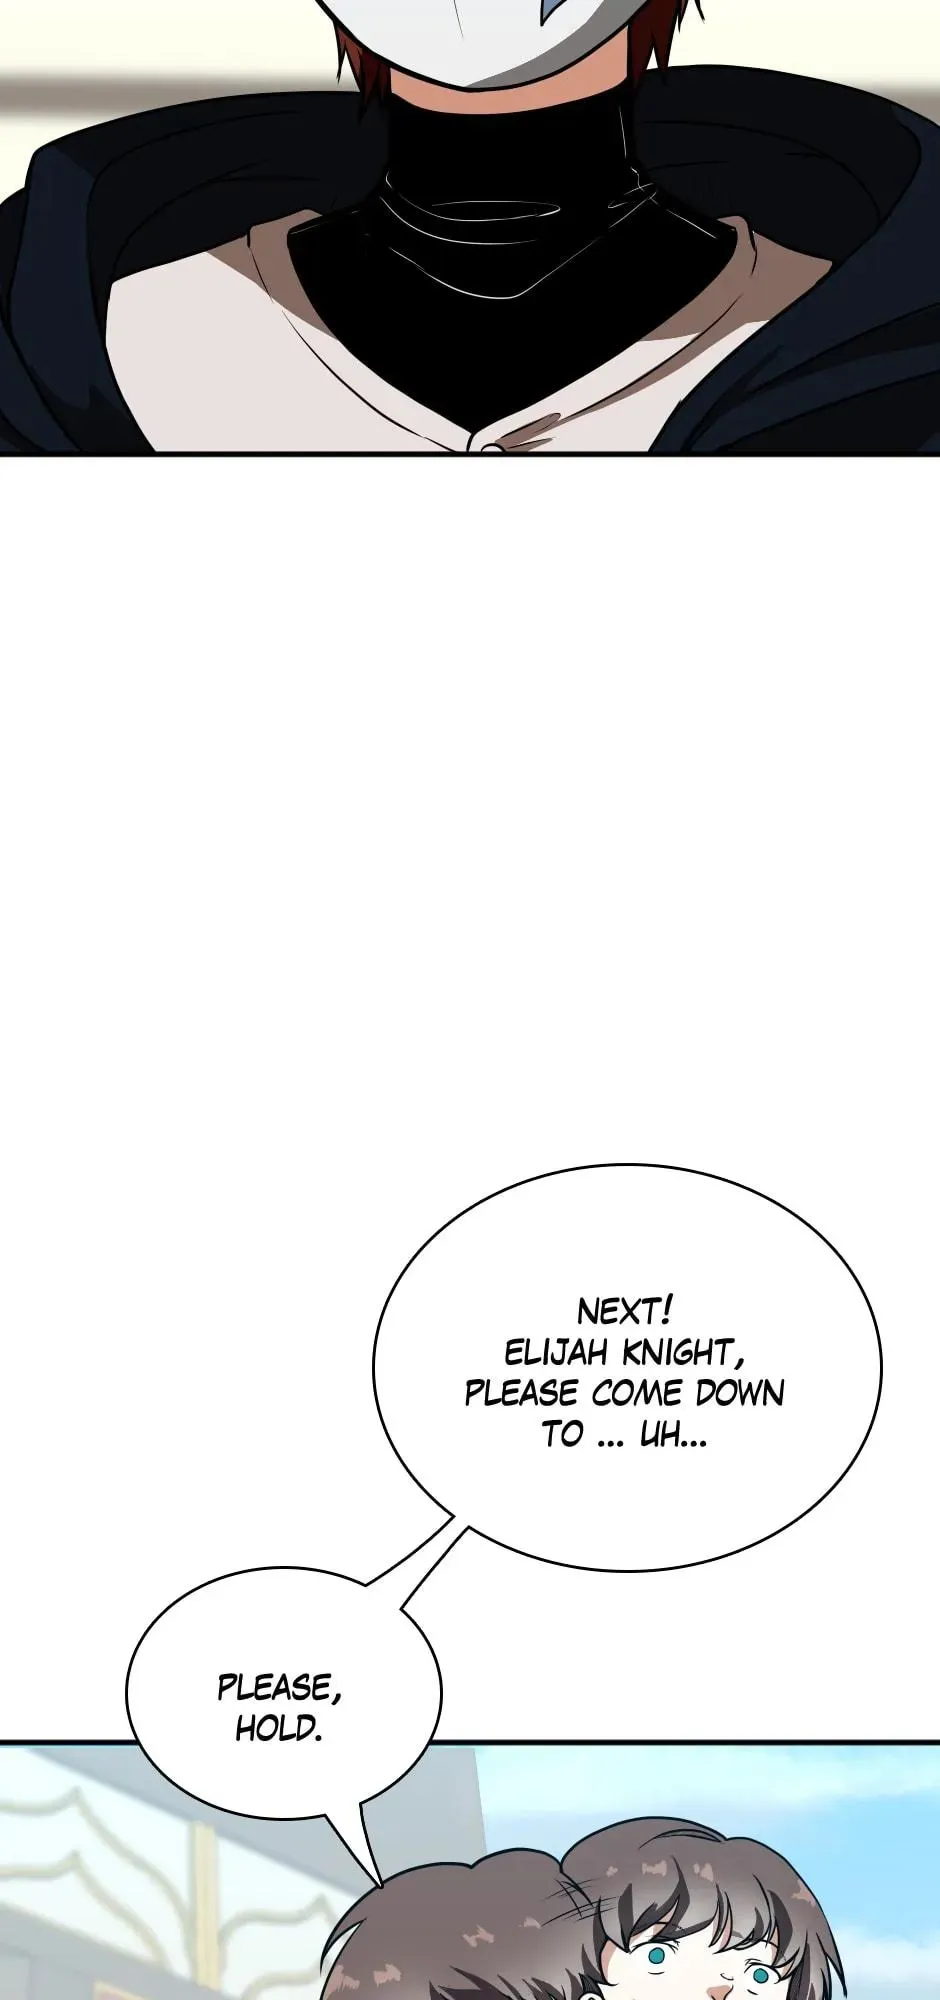 NEXT!
ELIJAH KNIGHT,
PLEASE COME DOWN
TO ... UH...
PLEASE,
HOLD.